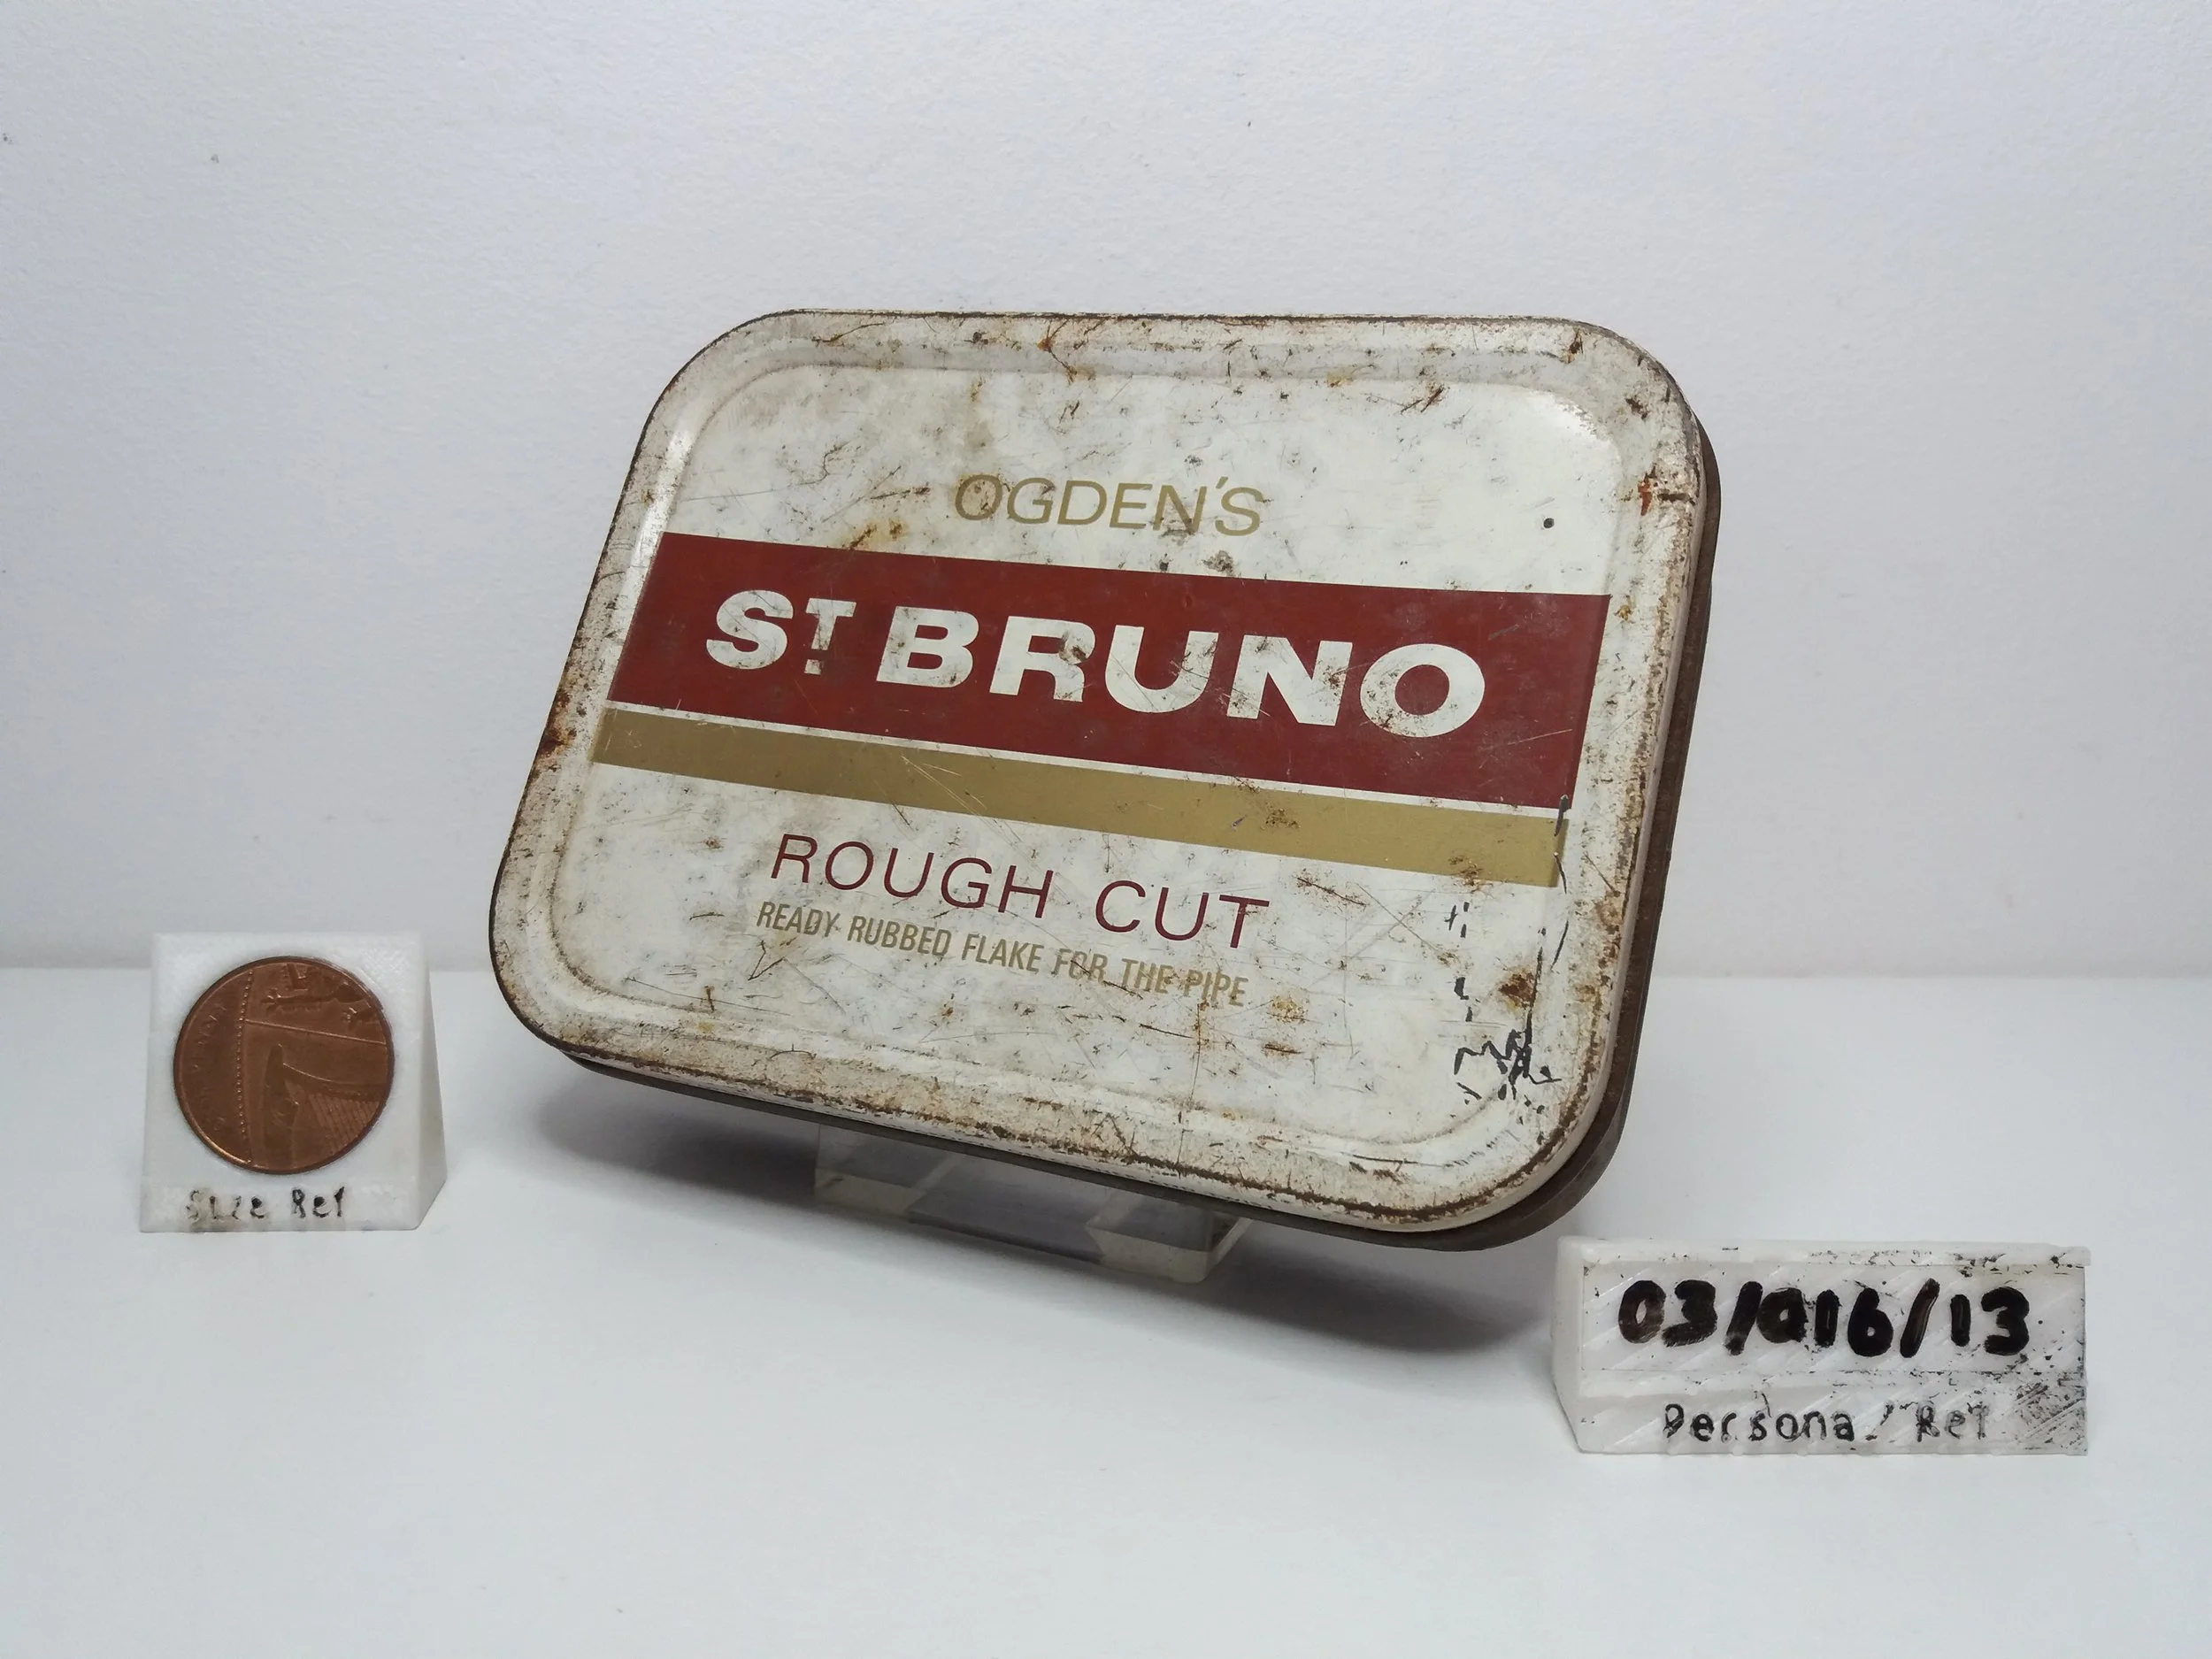 OGDEN'S
ST BRUNO
ROUGH CUT
READY RUBBED FLAKE FOR THE PIPE
Size Ref
03/016/13
Personal Ref